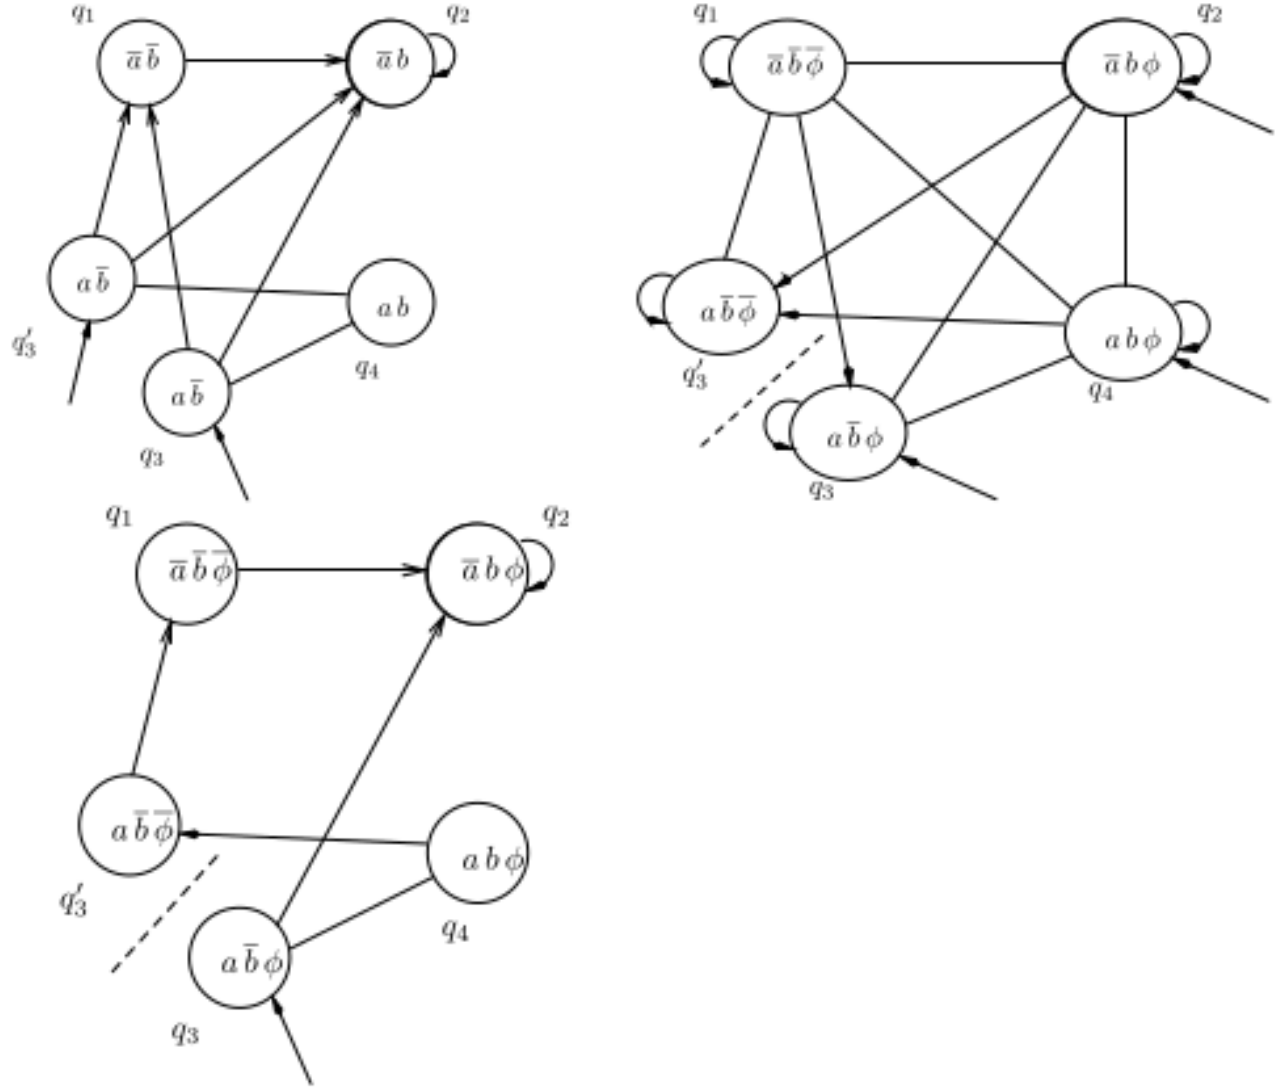 q₁ q₂
a̅ b̅ a̅ b
a b̅ a b
q₃′ q₄
a b̅
q₃
q₁ q₂
a̅ b̅ ϕ̅ a̅ b ϕ
a b̅ ϕ̅ a b ϕ
q₃′ q₄
a b̅ ϕ
q₃
q₁ q₂
a̅ b̅ ϕ̅ a̅ b ϕ
a b̅ ϕ̅ a b ϕ
q₃′ q₄
a b̅ ϕ
q₃